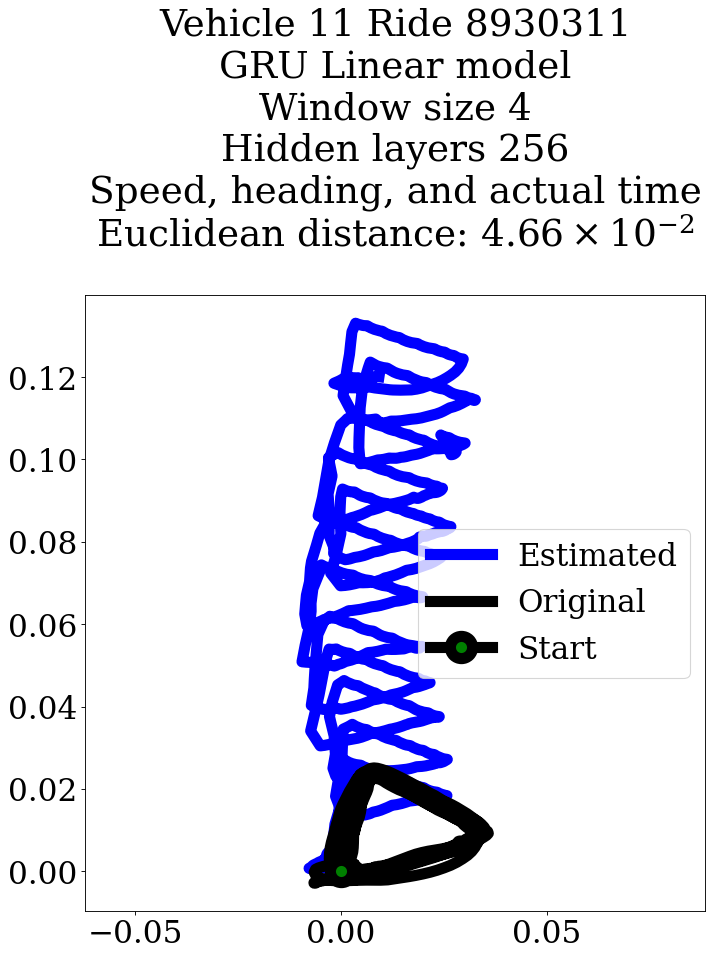 Vehicle 11 Ride 8930311
GRU Linear model
Window size 4
Hidden layers 256
Speed, heading, and actual time
Euclidean distance: 4.66 × 10⁻²
0.12
0.10
0.08
0.06
0.04
0.02
0.00
Estimated
Original
Start
−0.05
0.00
0.05